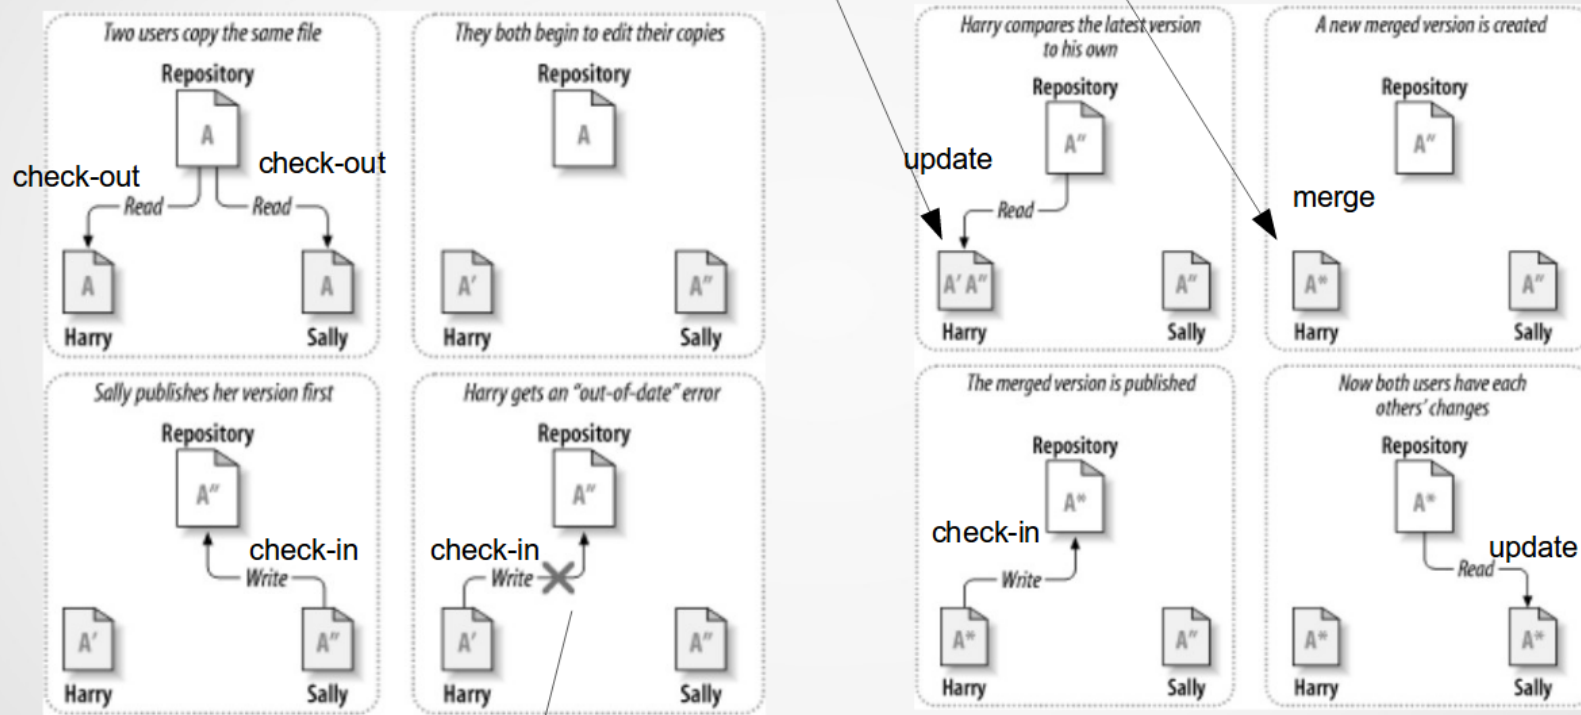 Two users copy the same file
Repository
A
check-out
check-out
Read
Read
A
A
Harry
Sally
They both begin to edit their copies
Repository
A
A′
A″
Harry
Sally
Sally publishes her version first
Repository
A″
check-in
Write
A′
A″
Harry
Sally
Harry gets an “out-of-date” error
Repository
A″
check-in
Write
A′
A″
Harry
Sally
Harry compares the latest version
to his own
Repository
A″
update
Read
A′ A″
A″
Harry
Sally
A new merged version is created
Repository
A″
merge
A*
A″
Harry
Sally
The merged version is published
Repository
A*
check-in
Write
A*
A″
Harry
Sally
Now both users have each
others’ changes
Repository
A*
update
Read
A*
A*
Harry
Sally